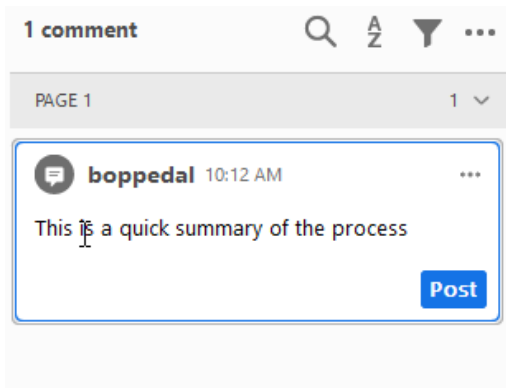 1 comment
A
Z
PAGE 1 1
boppedal 10:12 AM
This is a quick summary of the process
Post